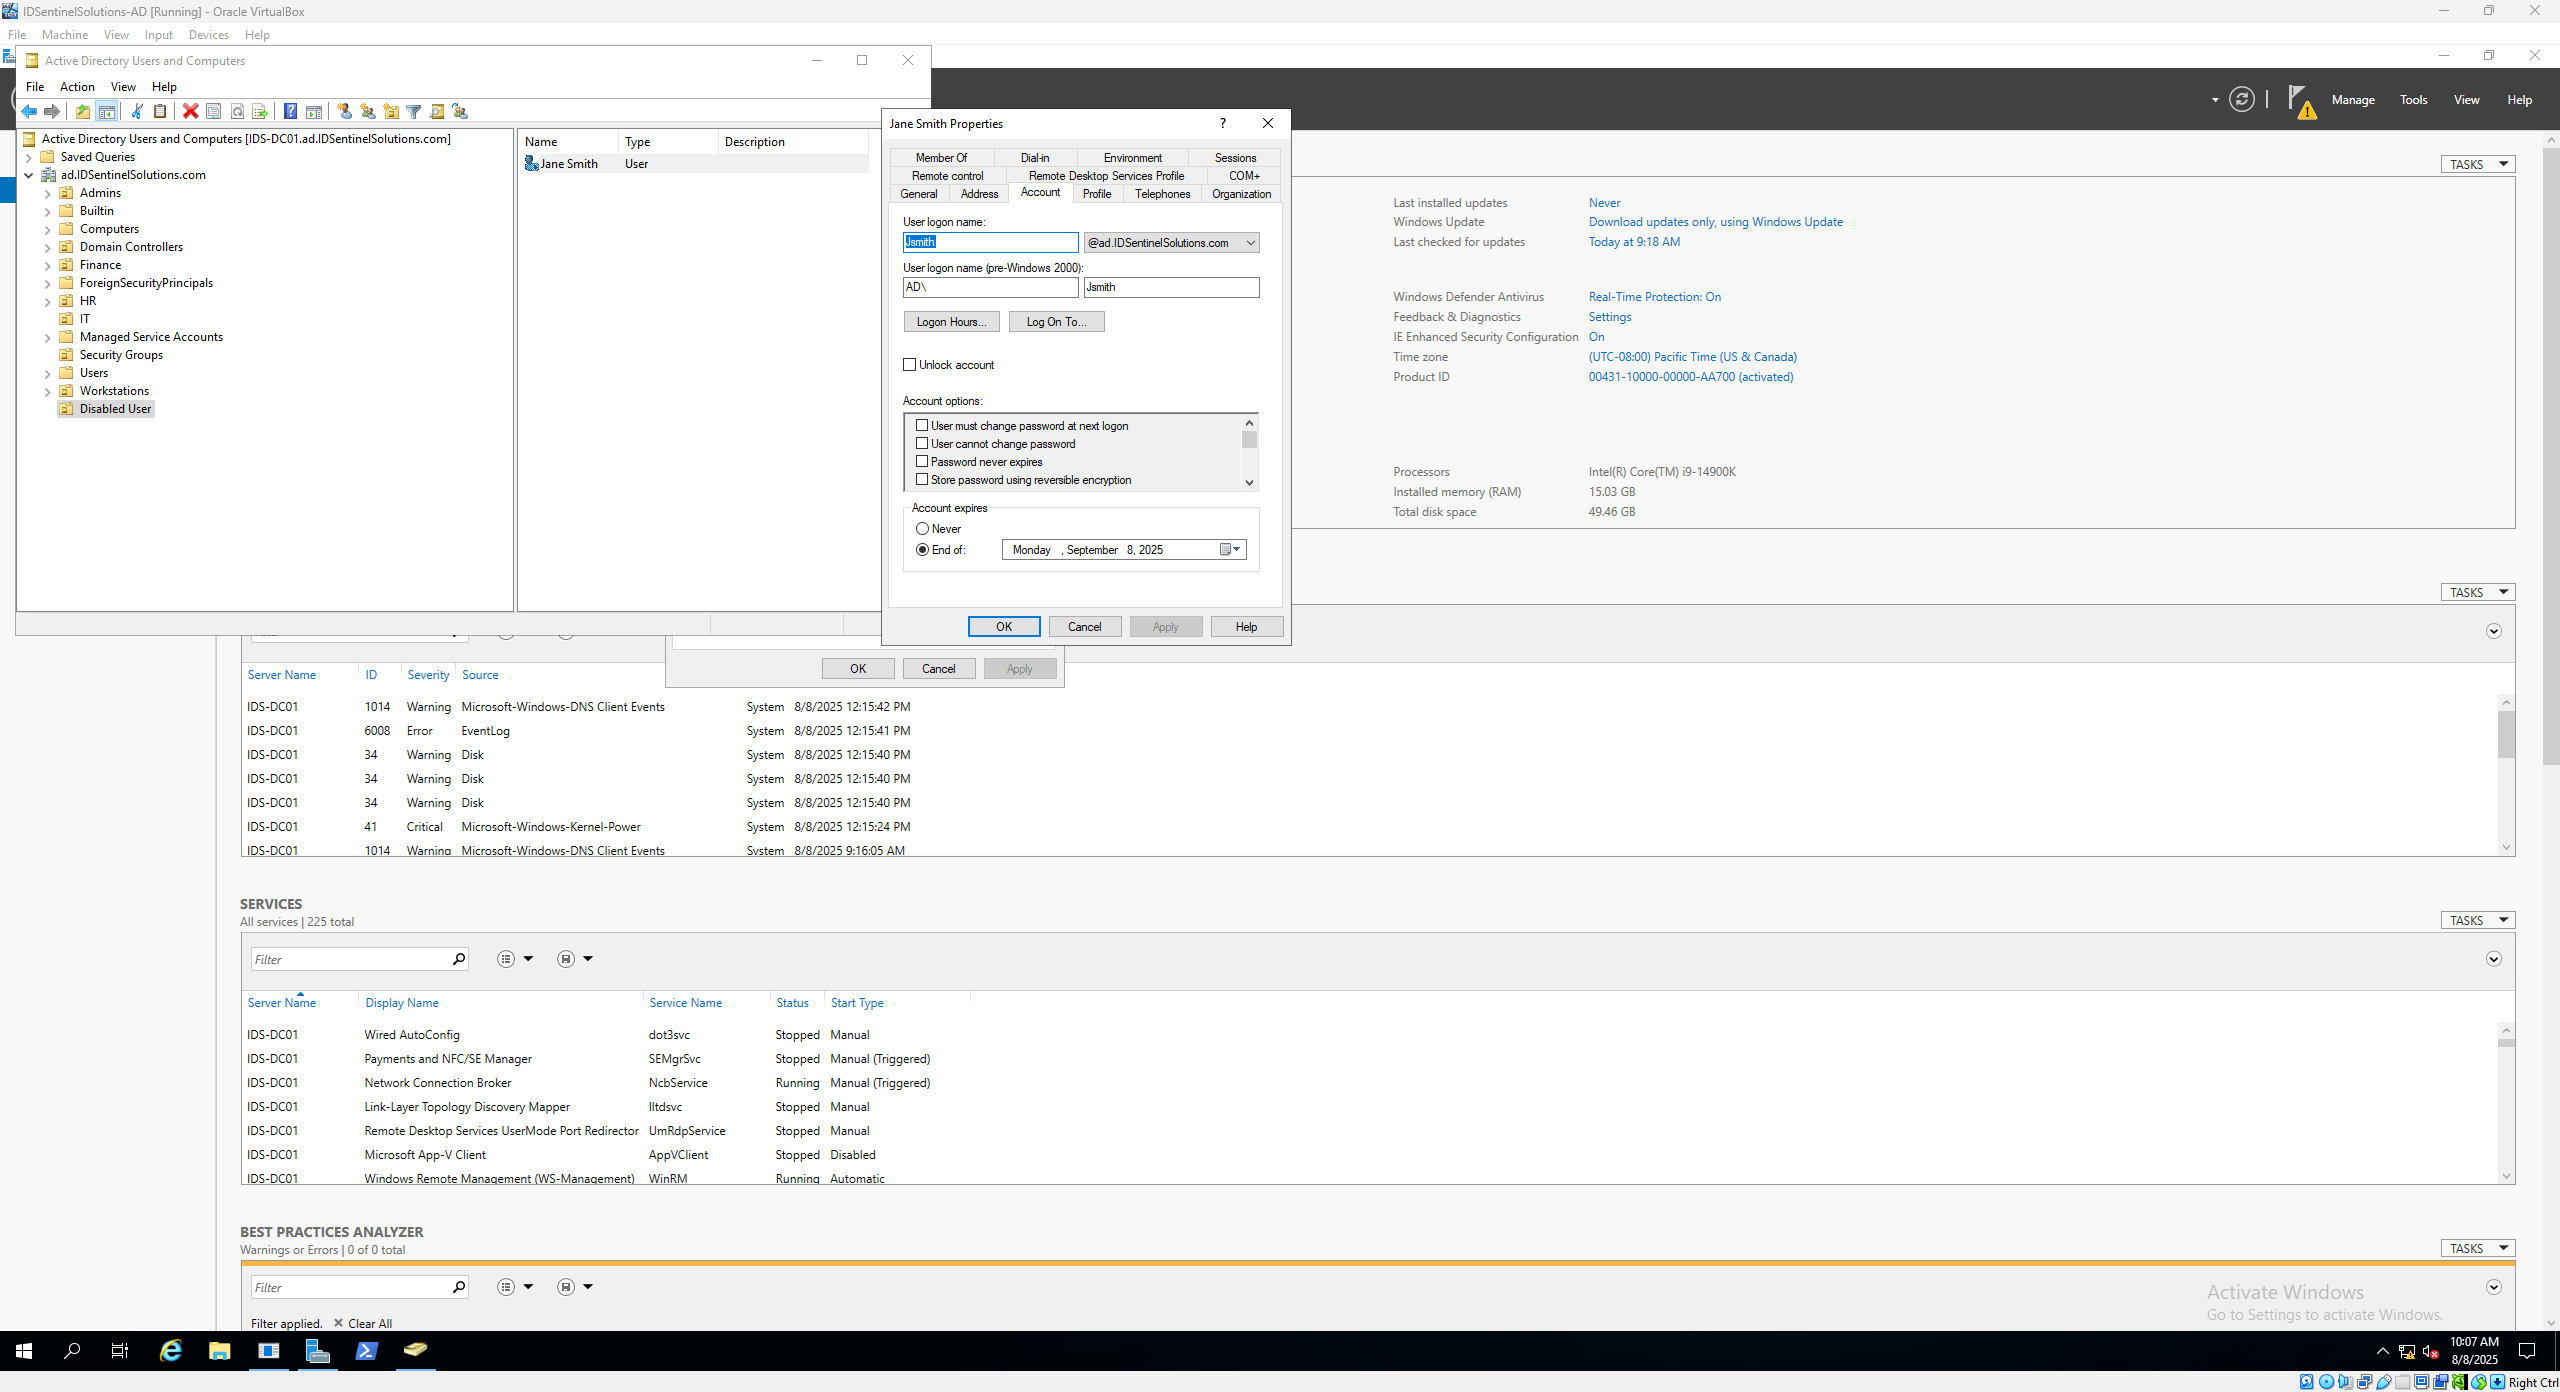 IDSentinelSolutions-AD [Running] - Oracle VirtualBox
File Machine View Input Devices Help
Active Directory Users and Computers
File Action View Help
Manage Tools View Help
Active Directory Users and Computers [IDS-DC01.ad.IDSentinelSolutions.com]
Saved Queries
ad.IDSentinelSolutions.com
Admins
Builtin
Computers
Domain Controllers
Finance
ForeignSecurityPrincipals
HR
IT
Managed Service Accounts
Security Groups
Users
Workstations
Disabled User
Name Type Description
Jane Smith User
Jane Smith Properties
Member Of Dial-in Environment Sessions
Remote control Remote Desktop Services Profile COM+
General Address Account Profile Telephones Organization
User logon name:
Jsmith @ad.IDSentinelSolutions.com
User logon name (pre-Windows 2000):
AD\ Jsmith
Logon Hours... Log On To...
Unlock account
Account options:
User must change password at next logon
User cannot change password
Password never expires
Store password using reversible encryption
Account expires
Never
End of: Monday , September 8, 2025
OK Cancel Apply Help
OK Cancel Apply
TASKS
Last installed updates Never
Windows Update Download updates only, using Windows Update
Last checked for updates Today at 9:18 AM
Windows Defender Antivirus Real-Time Protection: On
Feedback & Diagnostics Settings
IE Enhanced Security Configuration On
Time zone (UTC-08:00) Pacific Time (US & Canada)
Product ID 00431-10000-00000-AA700 (activated)
Processors Intel(R) Core(TM) i9-14900K
Installed memory (RAM) 15.03 GB
Total disk space 49.46 GB
TASKS
Server Name ID Severity Source
IDS-DC01 1014 Warning Microsoft-Windows-DNS Client Events System 8/8/2025 12:15:42 PM
IDS-DC01 6008 Error EventLog System 8/8/2025 12:15:41 PM
IDS-DC01 34 Warning Disk System 8/8/2025 12:15:40 PM
IDS-DC01 34 Warning Disk System 8/8/2025 12:15:40 PM
IDS-DC01 34 Warning Disk System 8/8/2025 12:15:40 PM
IDS-DC01 41 Critical Microsoft-Windows-Kernel-Power System 8/8/2025 12:15:24 PM
IDS-DC01 1014 Warning Microsoft-Windows-DNS Client Events System 8/8/2025 9:16:05 AM
SERVICES
All services | 225 total
TASKS
Filter
Server Name Display Name Service Name Status Start Type
IDS-DC01 Wired AutoConfig dot3svc Stopped Manual
IDS-DC01 Payments and NFC/SE Manager SEMgrSvc Stopped Manual (Triggered)
IDS-DC01 Network Connection Broker NcbService Running Manual (Triggered)
IDS-DC01 Link-Layer Topology Discovery Mapper lltdsvc Stopped Manual
IDS-DC01 Remote Desktop Services UserMode Port Redirector UmRdpService Stopped Manual
IDS-DC01 Microsoft App-V Client AppVClient Stopped Disabled
IDS-DC01 Windows Remote Management (WS-Management) WinRM Running Automatic
BEST PRACTICES ANALYZER
Warnings or Errors | 0 of 0 total
TASKS
Filter
Filter applied. Clear All
Activate Windows
Go to Settings to activate Windows.
10:07 AM
8/8/2025
Right Ctrl